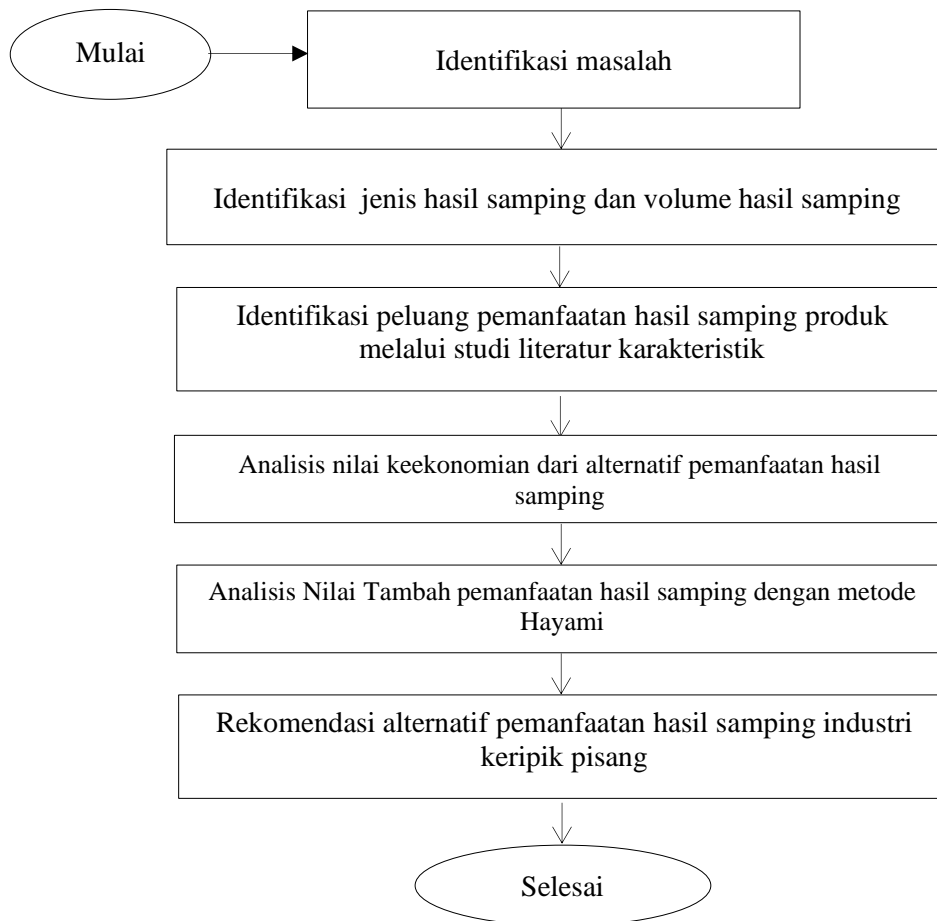 Mulai
Identifikasi masalah
Identifikasi jenis hasil samping dan volume hasil samping
Identifikasi peluang pemanfaatan hasil samping produk
melalui studi literatur karakteristik
Analisis nilai keekonomian dari alternatif pemanfaatan hasil
samping
Analisis Nilai Tambah pemanfaatan hasil samping dengan metode
Hayami
Rekomendasi alternatif pemanfaatan hasil samping industri
keripik pisang
Selesai